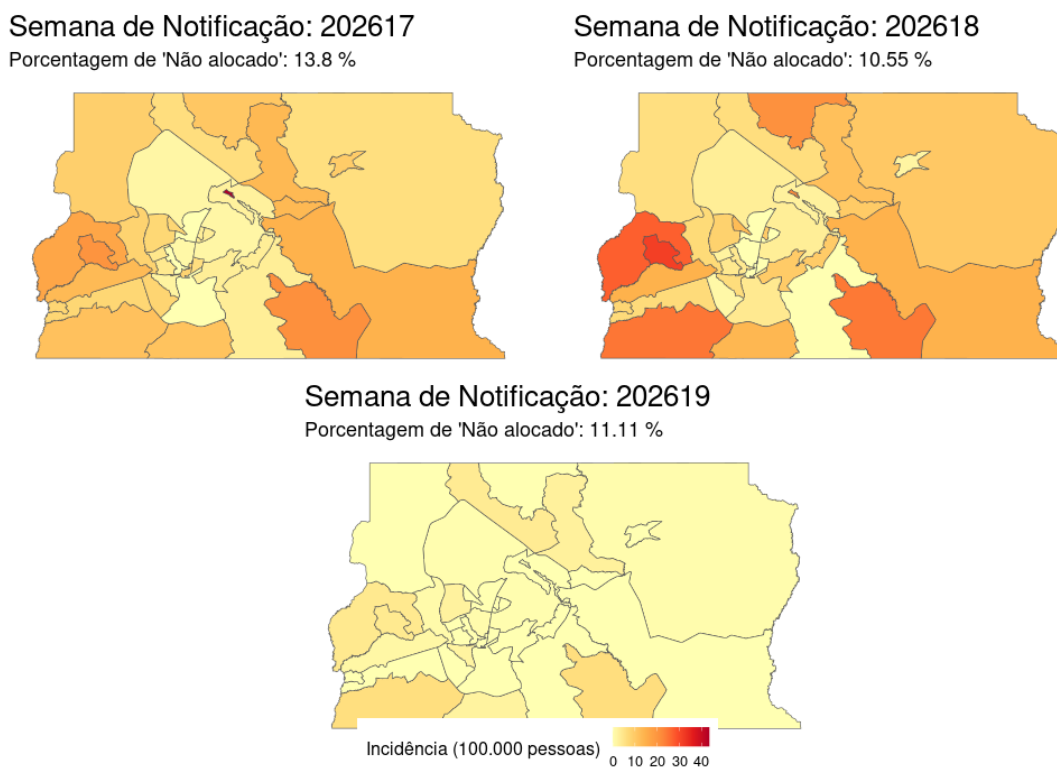 Semana de Notificação: 202617
Porcentagem de 'Não alocado': 13.8 %
Semana de Notificação: 202618
Porcentagem de 'Não alocado': 10.55 %
Semana de Notificação: 202619
Porcentagem de 'Não alocado': 11.11 %
Incidência (100.000 pessoas)
0 10 20 30 40